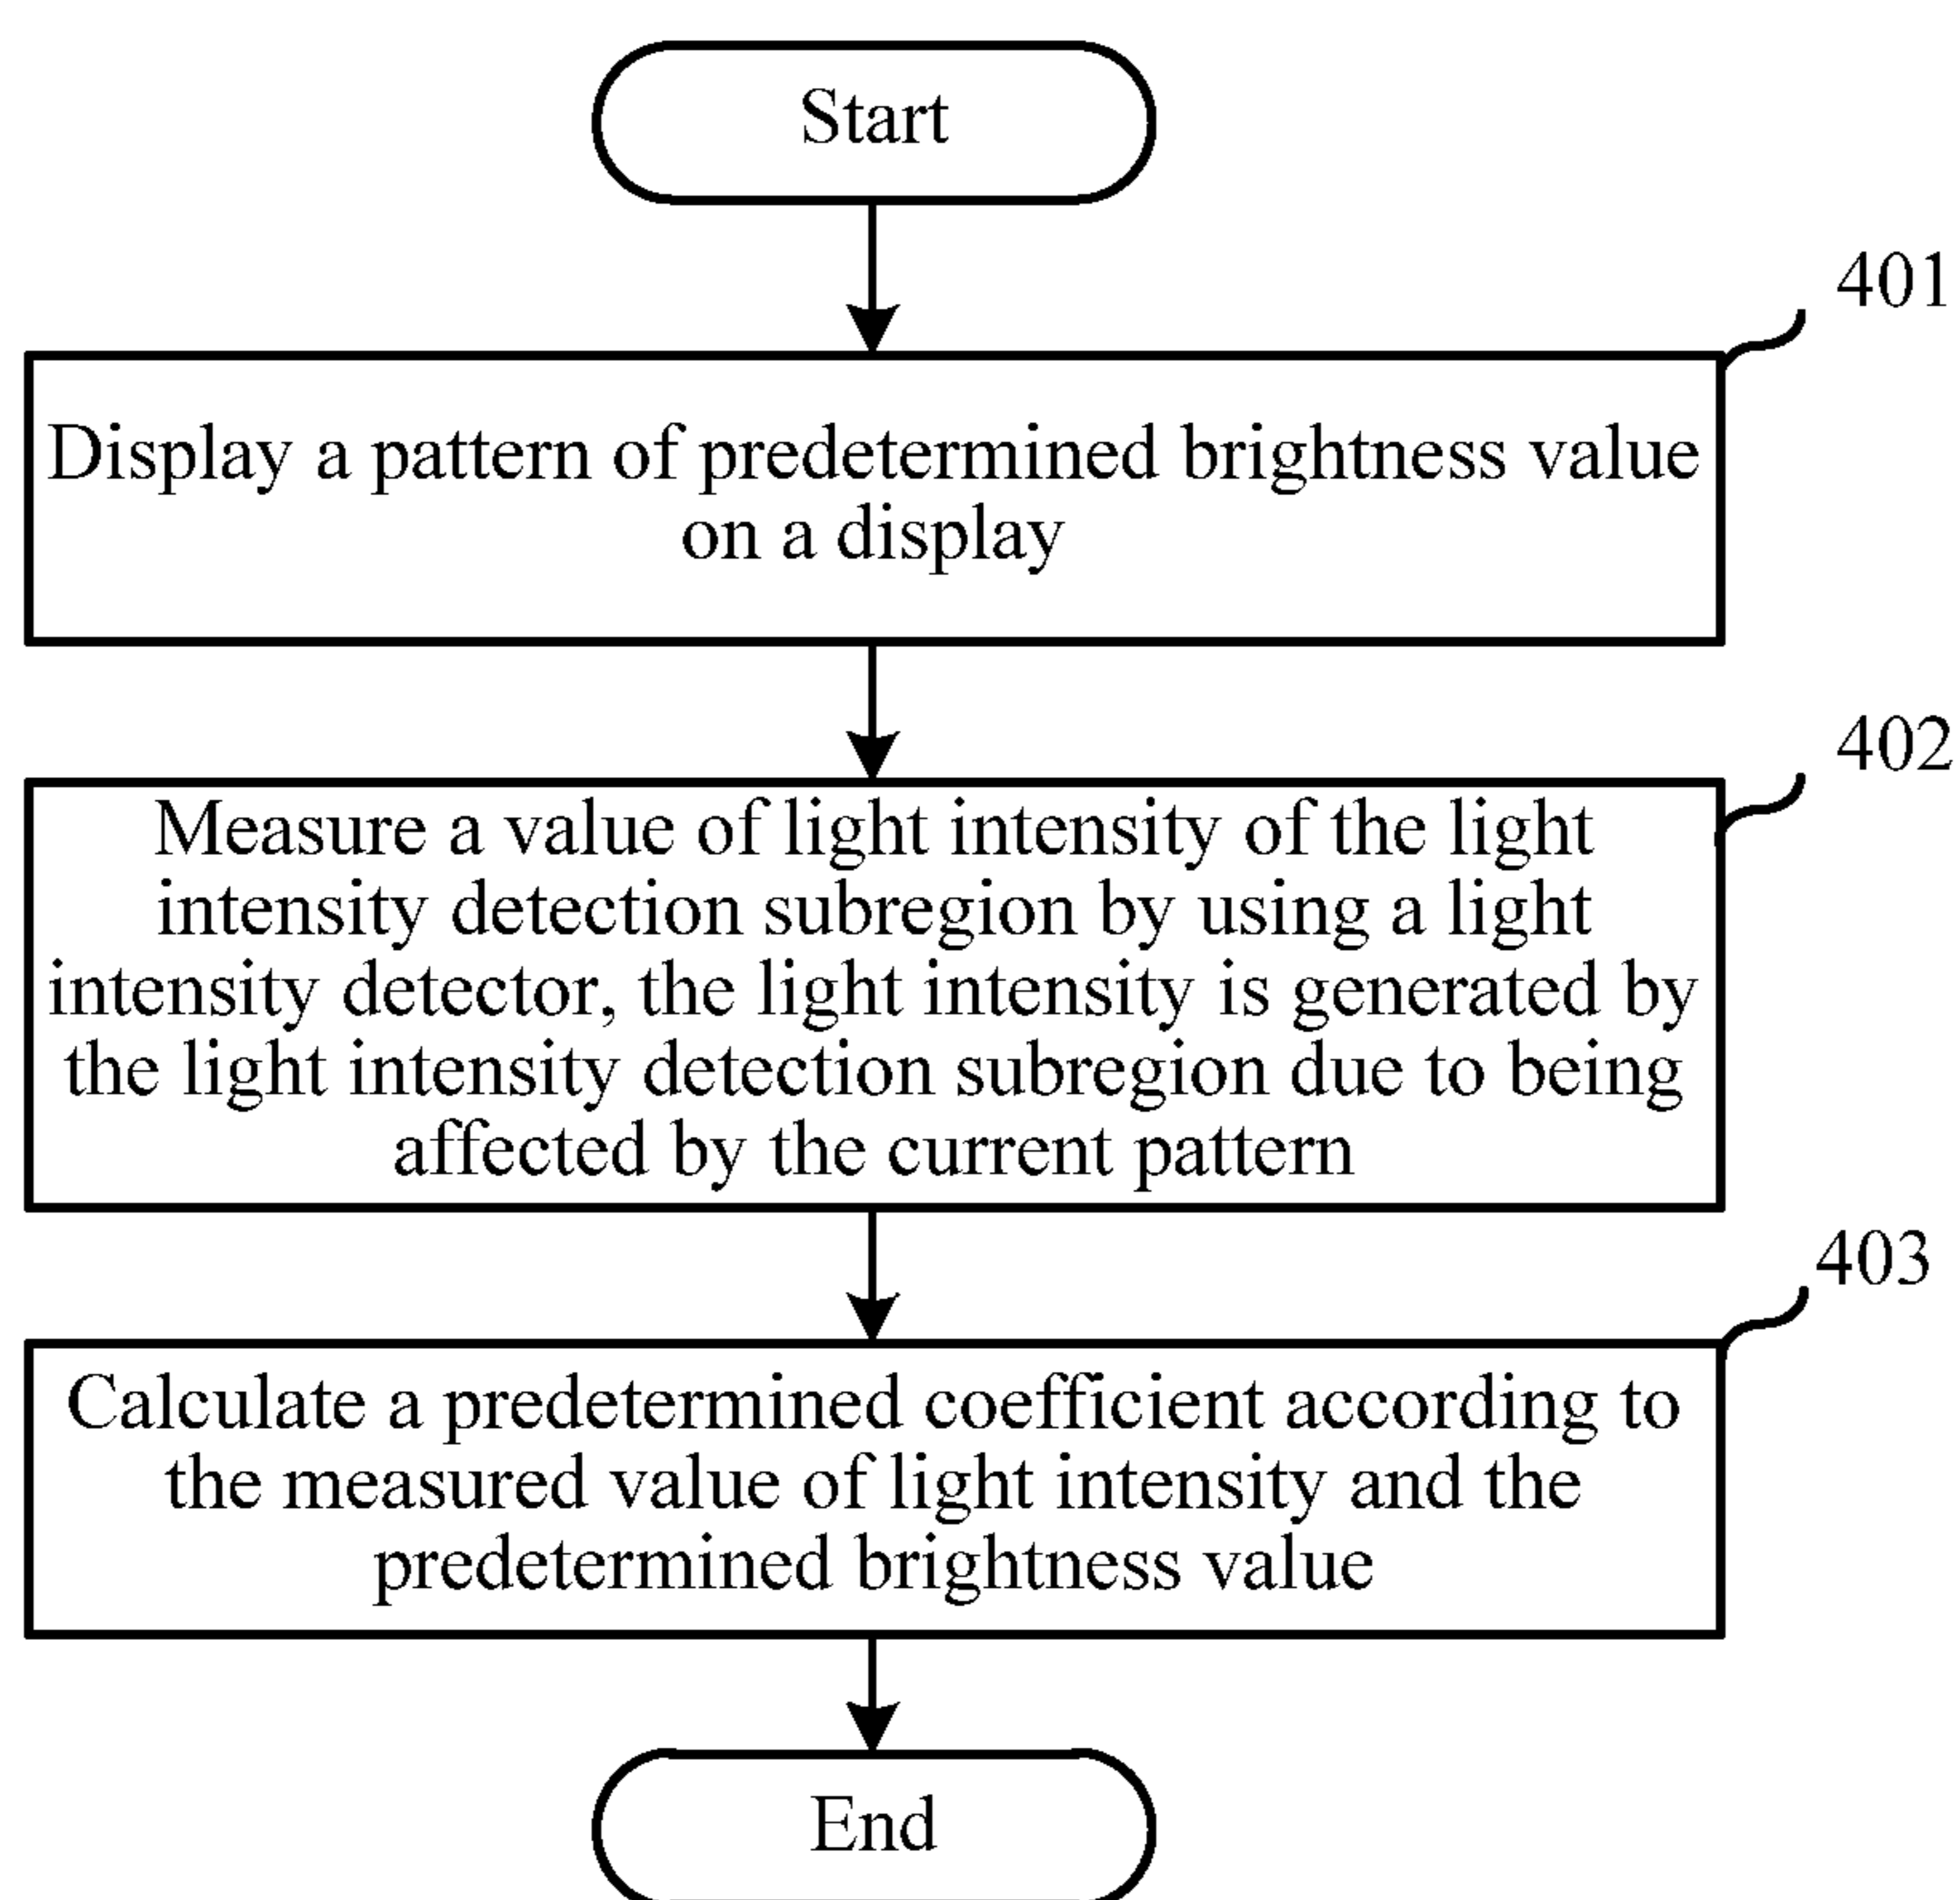 Start
401
Display a pattern of predetermined brightness value
on a display
402
Measure a value of light intensity of the light
intensity detection subregion by using a light
intensity detector, the light intensity is generated by
the light intensity detection subregion due to being
affected by the current pattern
403
Calculate a predetermined coefficient according to
the measured value of light intensity and the
predetermined brightness value
End